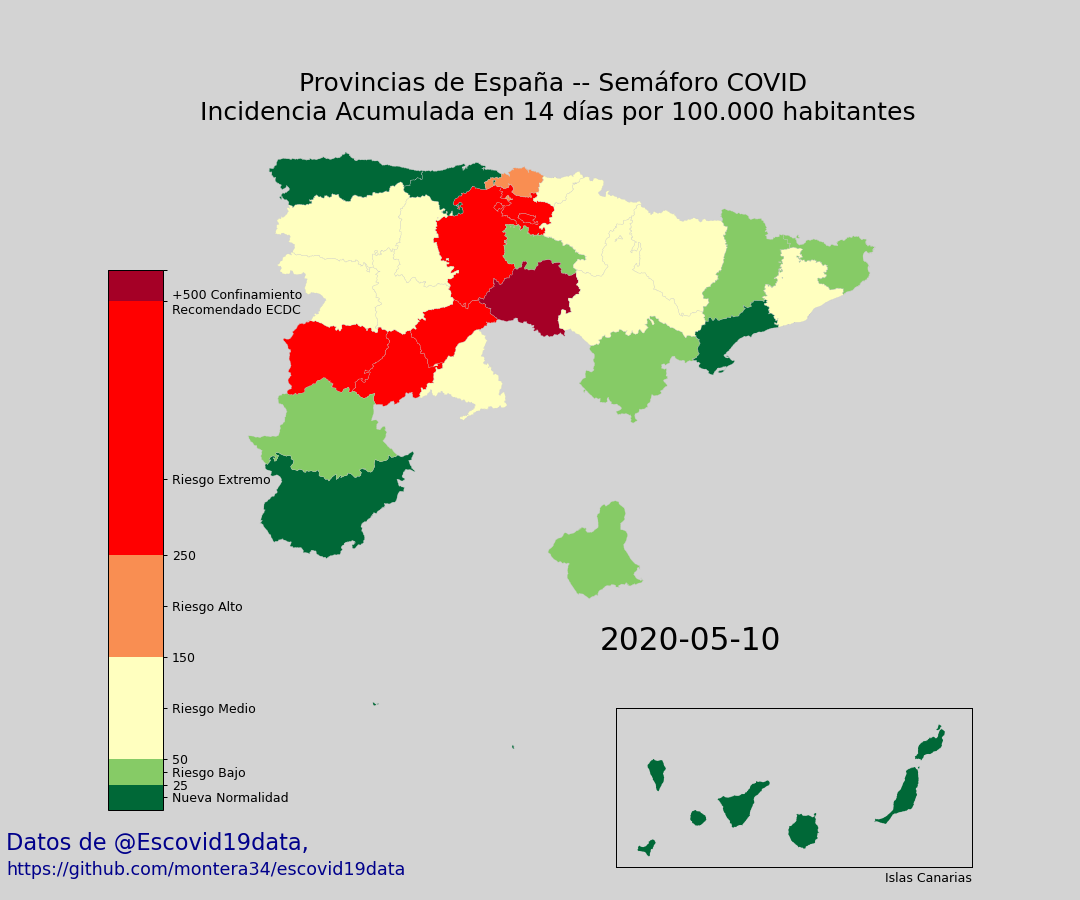 Provincias de España -- Semáforo COVID
Incidencia Acumulada en 14 días por 100.000 habitantes
+500 Confinamiento
Recomendado ECDC
Riesgo Extremo
250
Riesgo Alto
150
Riesgo Medio
50
Riesgo Bajo
25
Nueva Normalidad
2020-05-10
Islas Canarias
Datos de @Escovid19data,
https://github.com/montera34/escovid19data